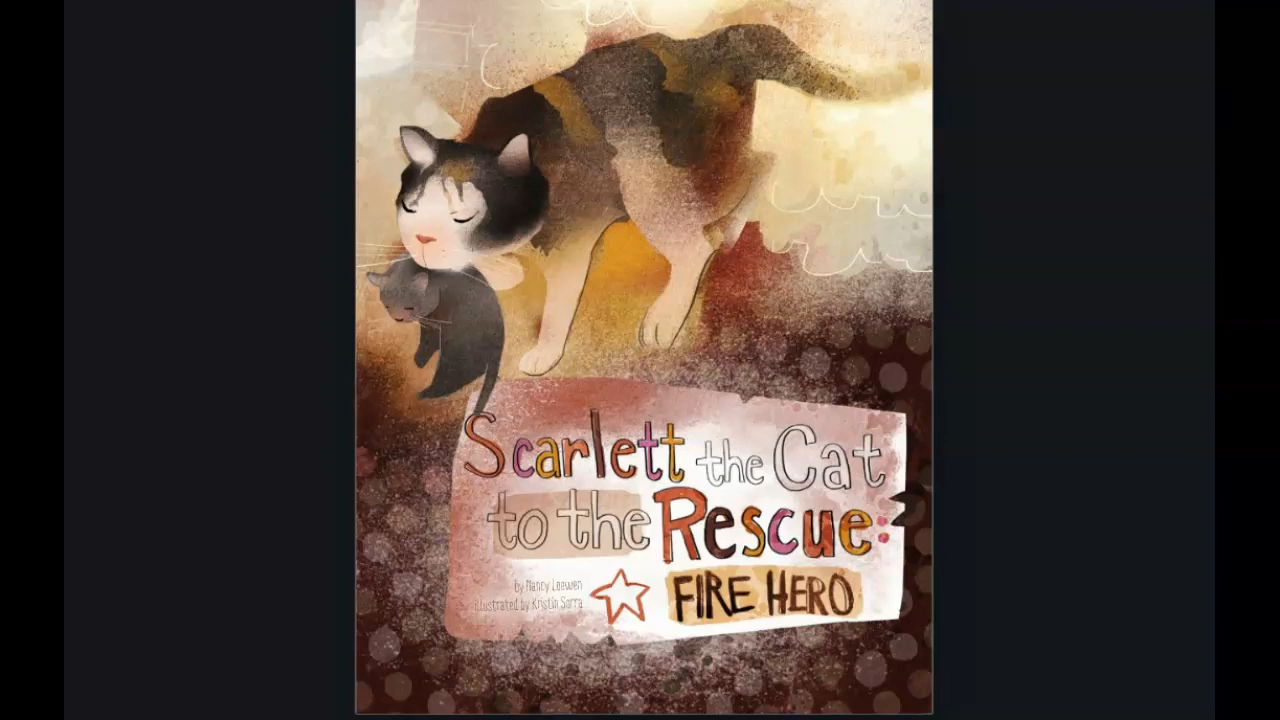 Scarlett the Cat
to the Rescue:
FIRE HERO
by Nancy Loewen
illustrated by Kristin Sorra